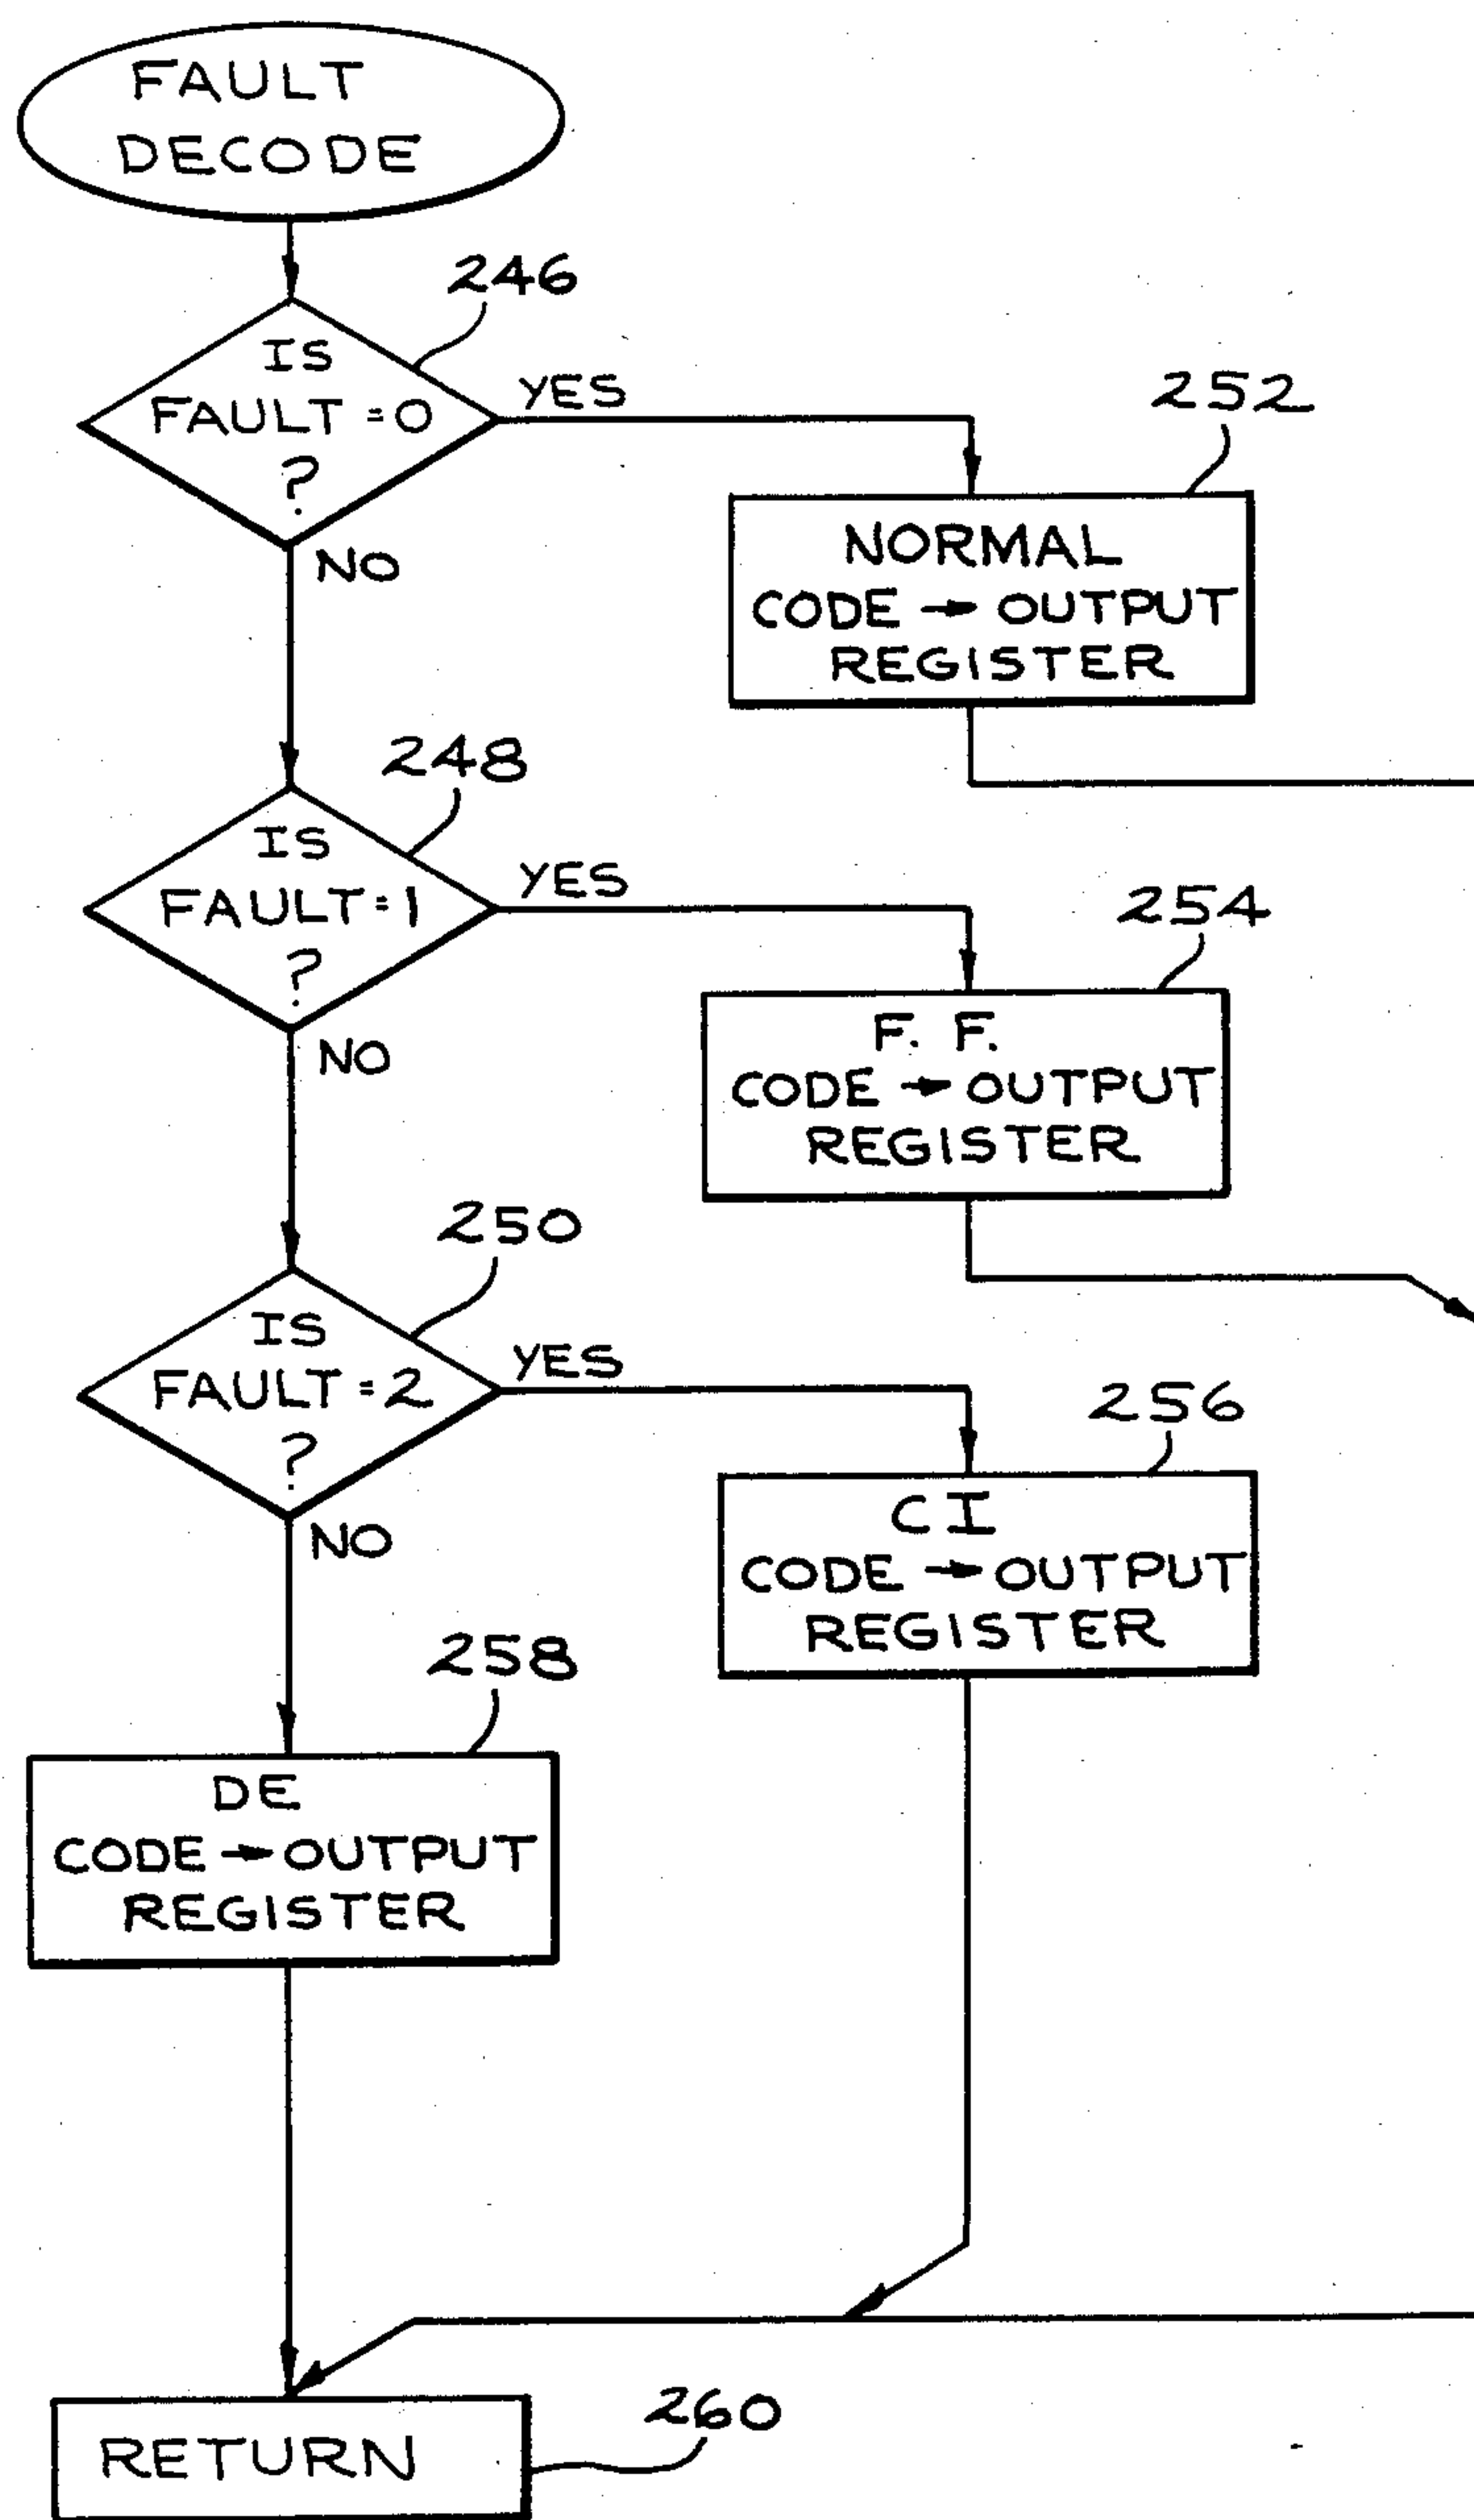 FAULT
DECODE
246
IS
FAULT = 0
?
YES
NO
252
NORMAL
CODE → OUTPUT
REGISTER
248
IS
FAULT = 1
?
YES
NO
254
F. F.
CODE → OUTPUT
REGISTER
250
IS
FAULT = 2
?
YES
NO
256
CI
CODE → OUTPUT
REGISTER
258
DE
CODE → OUTPUT
REGISTER
260
RETURN